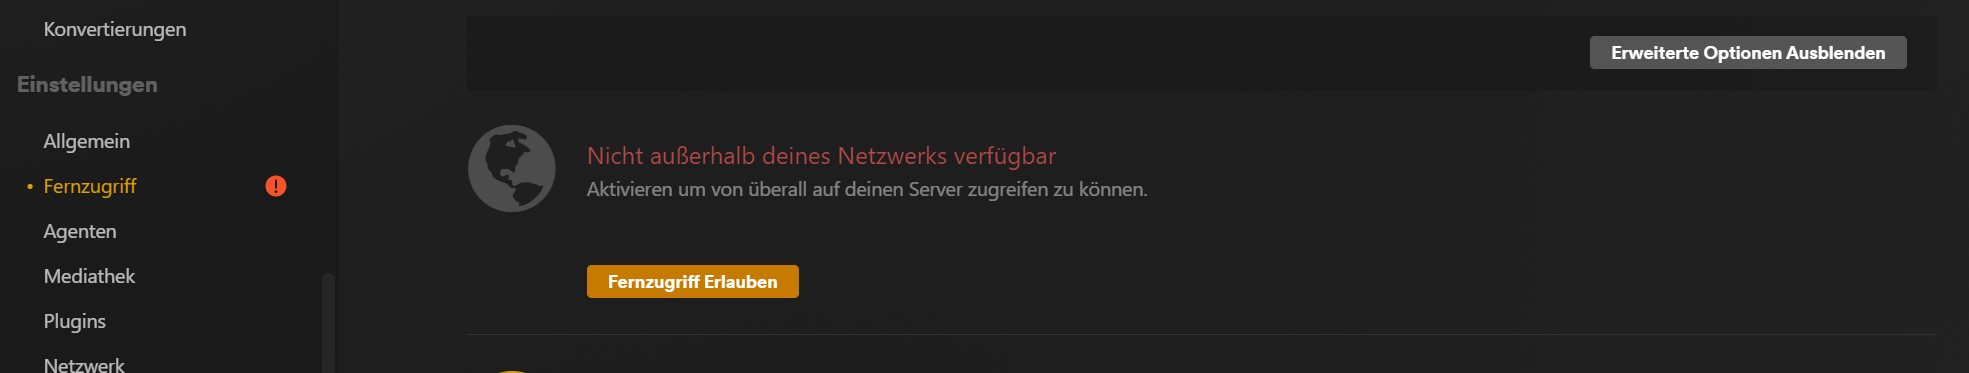 Konvertierungen
Einstellungen
Allgemein
• Fernzugriff
Agenten
Mediathek
Plugins
Netzwerk
Erweiterte Optionen Ausblenden
Nicht außerhalb deines Netzwerks verfügbar
Aktivieren um von überall auf deinen Server zugreifen zu können.
Fernzugriff Erlauben